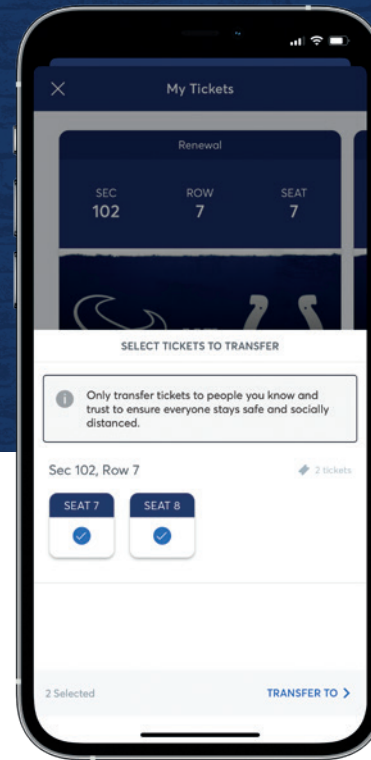 My Tickets
Renewal
SEC ROW SEAT
102 7 7
SELECT TICKETS TO TRANSFER
Only transfer tickets to people you know and
trust to ensure everyone stays safe and socially
distanced.
Sec 102, Row 7 2 tickets
SEAT 7 SEAT 8
2 Selected TRANSFER TO